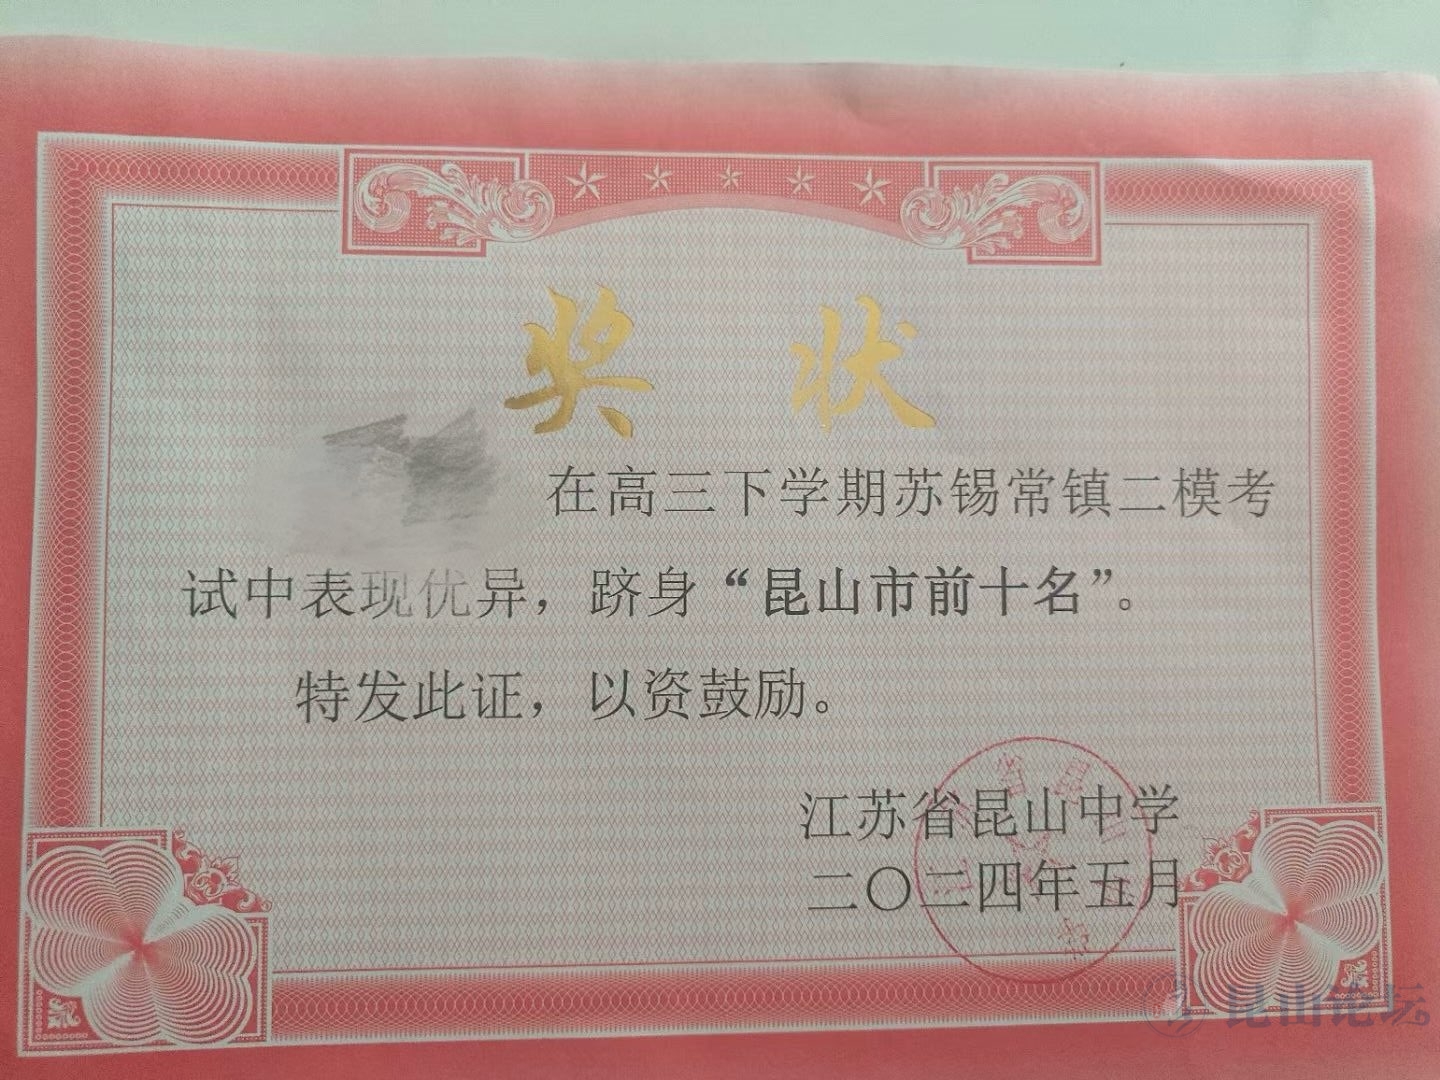 奖 状
在高三下学期苏锡常镇二模考
试中表现优异，跻身“昆山市前十名”。
特发此证，以资鼓励。
江苏省昆山中学
二〇二四年五月
昆山论坛